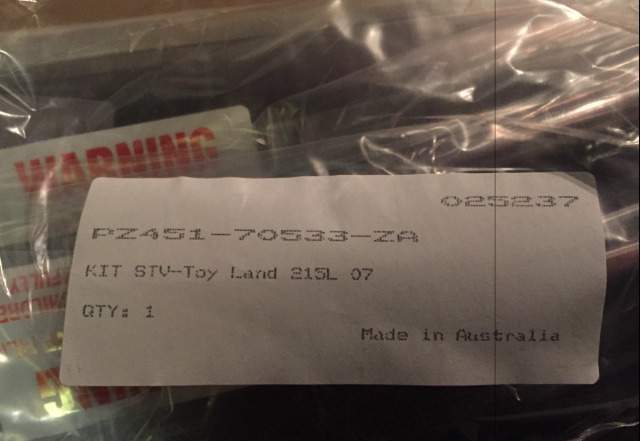 WARNING
025237
PZ451-70533-ZA
KIT STV-Toy Land 215L 07
QTY: 1
Made in Australia